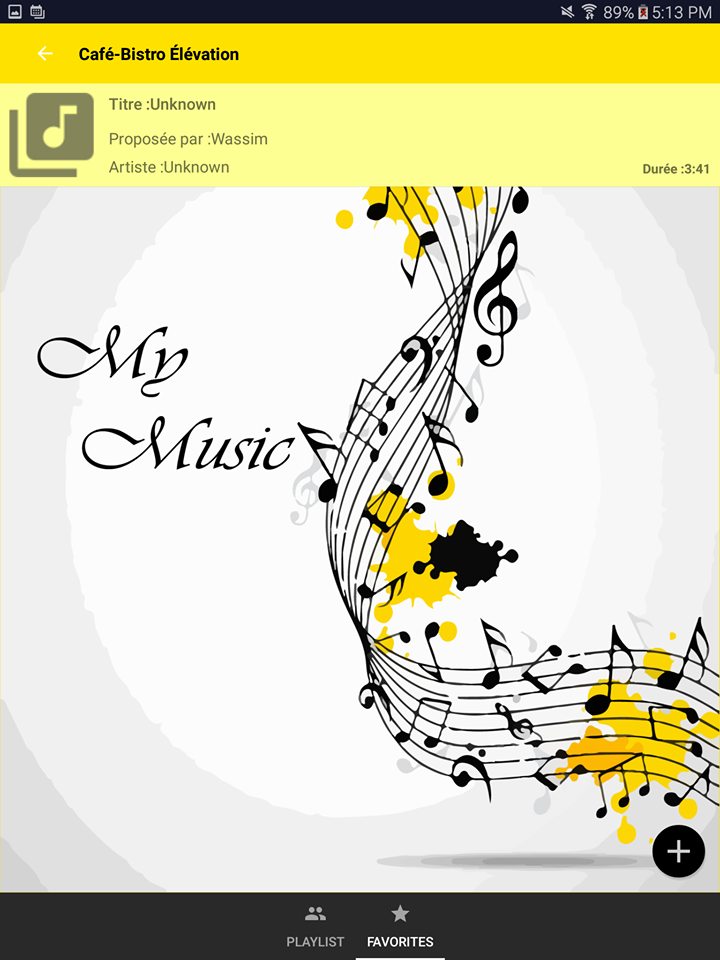 89% 5:13 PM
Café-Bistro Élévation
Titre :Unknown
Proposée par :Wassim
Artiste :Unknown
Durée :3:41
My
Music
PLAYLIST FAVORITES